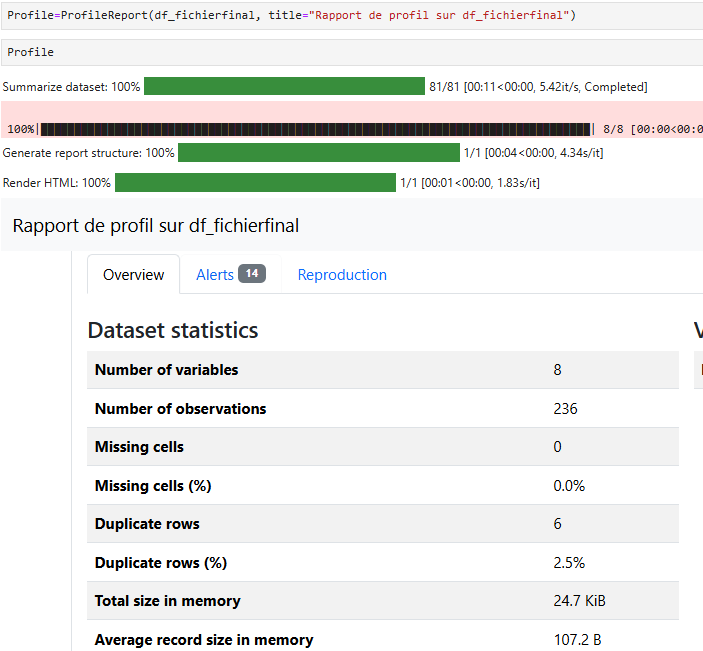 Profile=ProfileReport(df_fichierfinal, title="Rapport de profil sur df_fichierfinal")
Profile
Summarize dataset: 100% 81/81 [00:11<00:00, 5.42it/s, Completed]
100%| | 8/8 [00:00<00:0
Generate report structure: 100% 1/1 [00:04<00:00, 4.34s/it]
Render HTML: 100% 1/1 [00:01<00:00, 1.83s/it]
Rapport de profil sur df_fichierfinal
Overview Alerts 14 Reproduction
Dataset statistics
Number of variables 8
Number of observations 236
Missing cells 0
Missing cells (%) 0.0%
Duplicate rows 6
Duplicate rows (%) 2.5%
Total size in memory 24.7 KiB
Average record size in memory 107.2 B